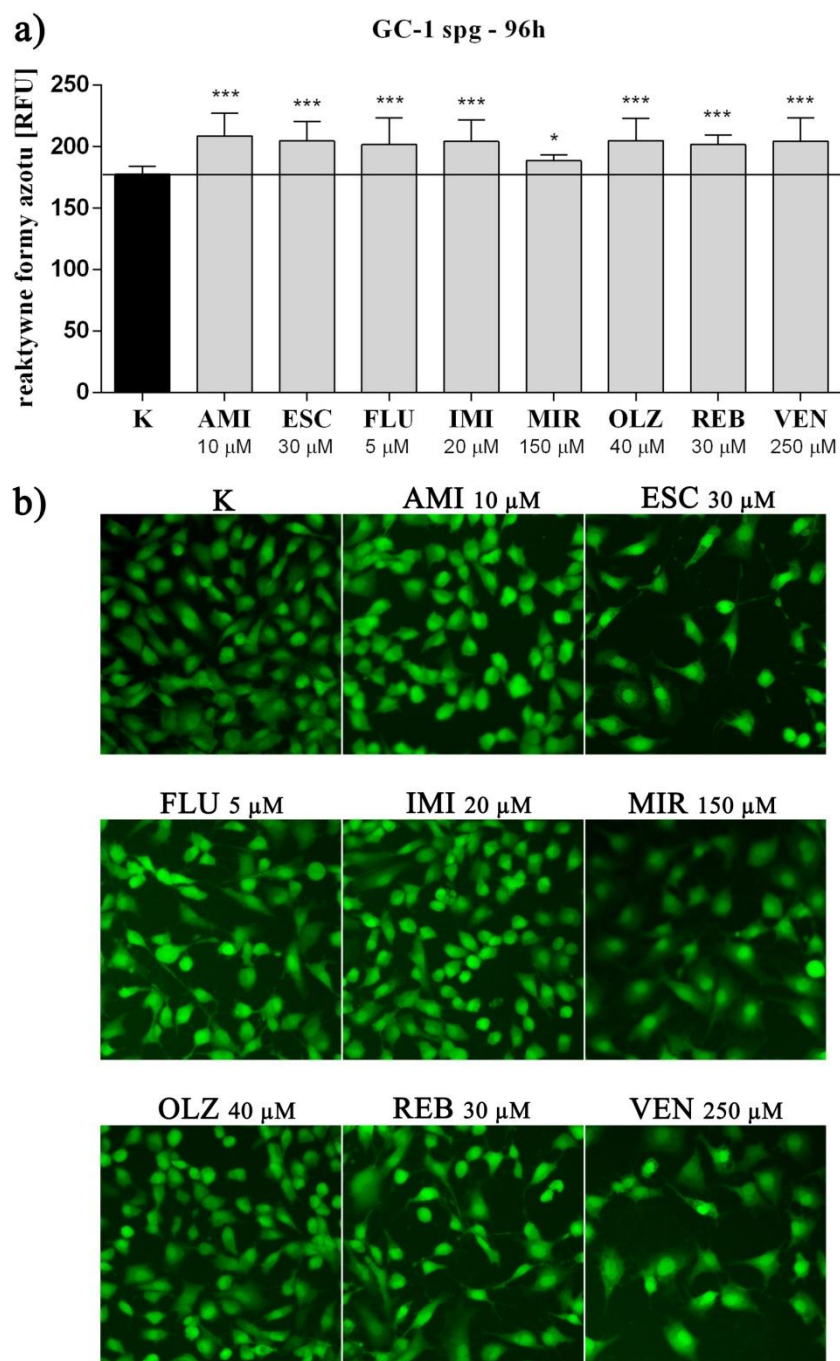 a)
GC-1 spg - 96h
reaktywne formy azotu [RFU]
250
200
150
100
50
0
*** *** *** *** * *** *** ***
K AMI ESC FLU IMI MIR OLZ REB VEN
10 µM 30 µM 5 µM 20 µM 150 µM 40 µM 30 µM 250 µM
b)
K AMI 10 µM ESC 30 µM
FLU 5 µM IMI 20 µM MIR 150 µM
OLZ 40 µM REB 30 µM VEN 250 µM